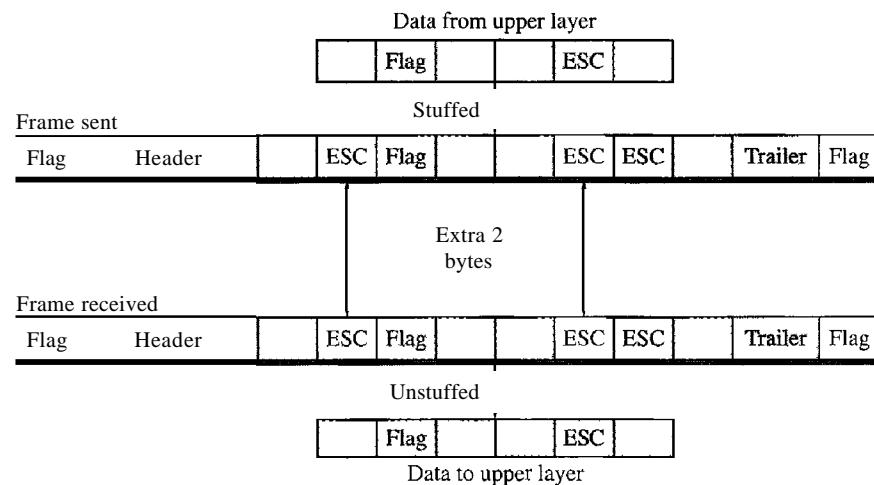 Data from upper layer
Flag ESC
Stuffed
Frame sent
Flag Header ESC Flag ESC ESC Trailer Flag
Extra 2
bytes
Frame received
Flag Header ESC Flag ESC ESC Trailer Flag
Unstuffed
Flag ESC
Data to upper layer